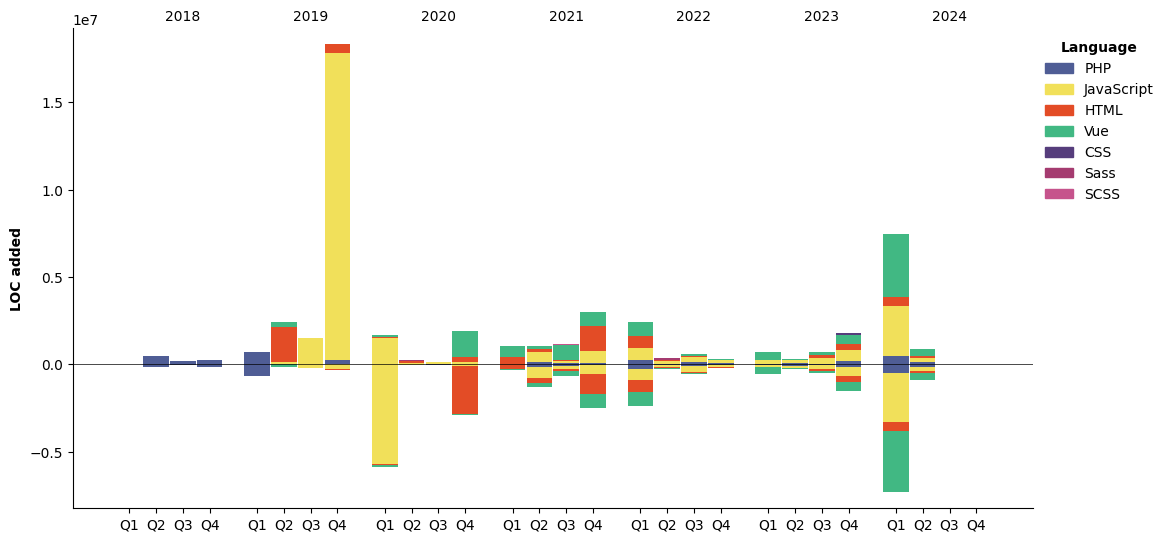 1e7
2018 2019 2020 2021 2022 2023 2024
Language
PHP
JavaScript
HTML
Vue
CSS
Sass
SCSS
LOC added
1.5
1.0
0.5
0.0
−0.5
Q1 Q2 Q3 Q4 Q1 Q2 Q3 Q4 Q1 Q2 Q3 Q4 Q1 Q2 Q3 Q4 Q1 Q2 Q3 Q4 Q1 Q2 Q3 Q4 Q1 Q2 Q3 Q4